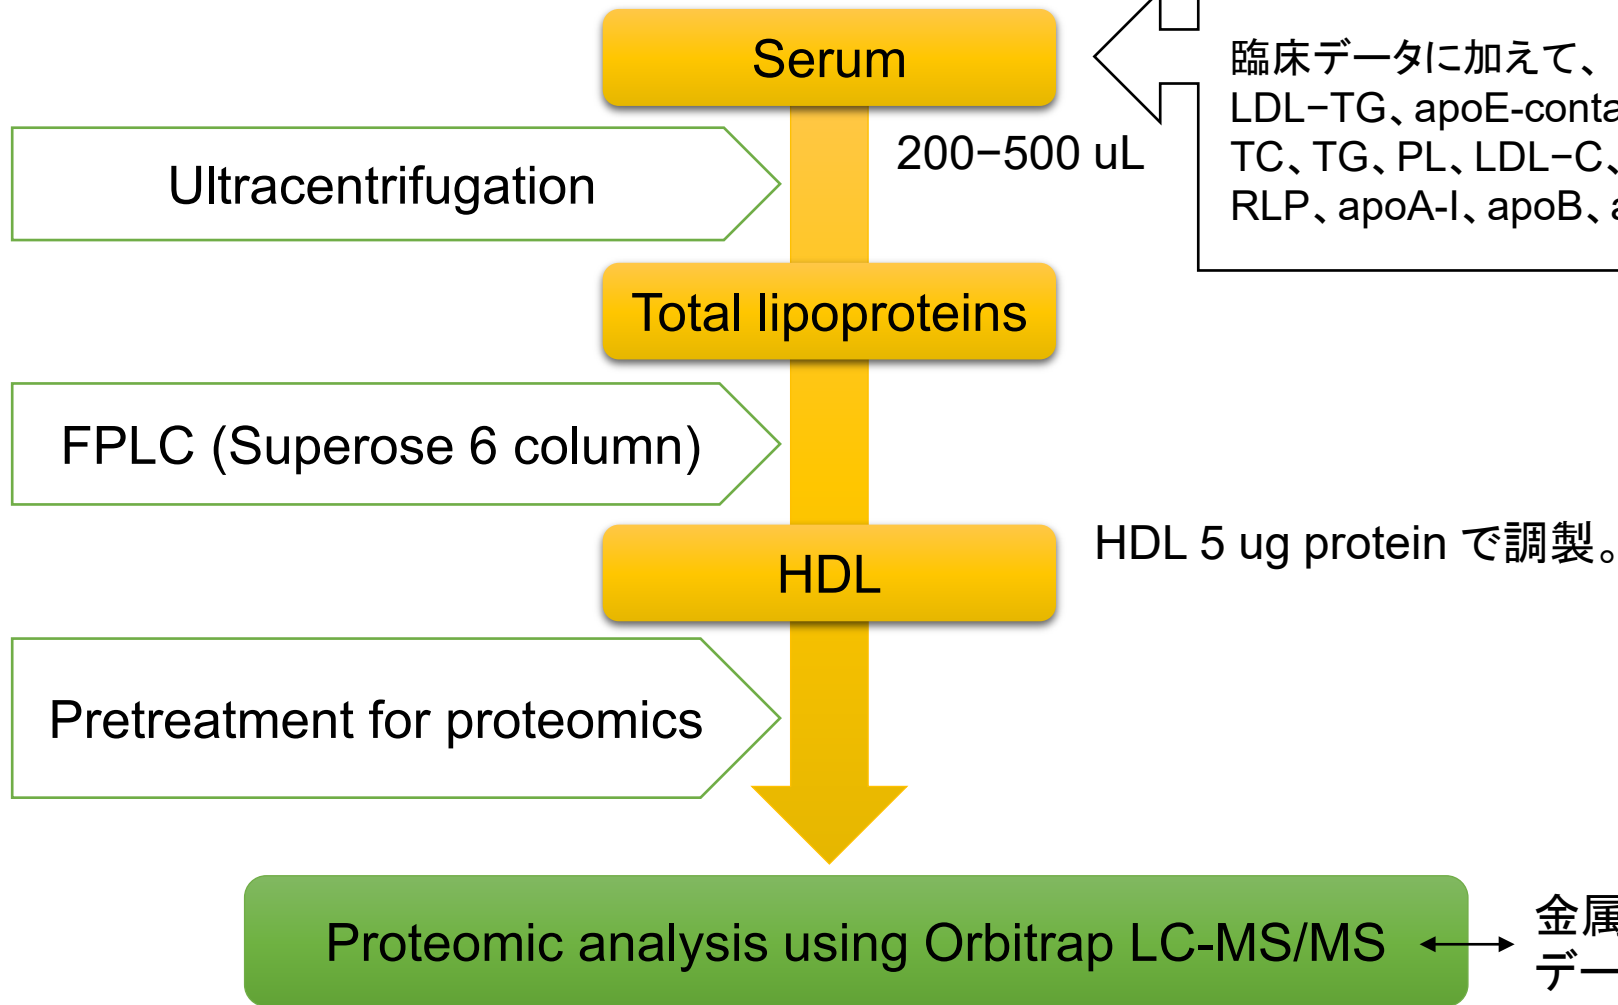 Serum
臨床データに加えて、
LDL−TG、apoE-conta
200−500 uL
TC、TG、PL、LDL−C、
Ultracentrifugation
RLP、apoA-I、apoB、a
Total lipoproteins
FPLC (Superose 6 column)
HDL 5 ug protein で調製。
HDL
Pretreatment for proteomics
Proteomic analysis using Orbitrap LC-MS/MS
金属
デー